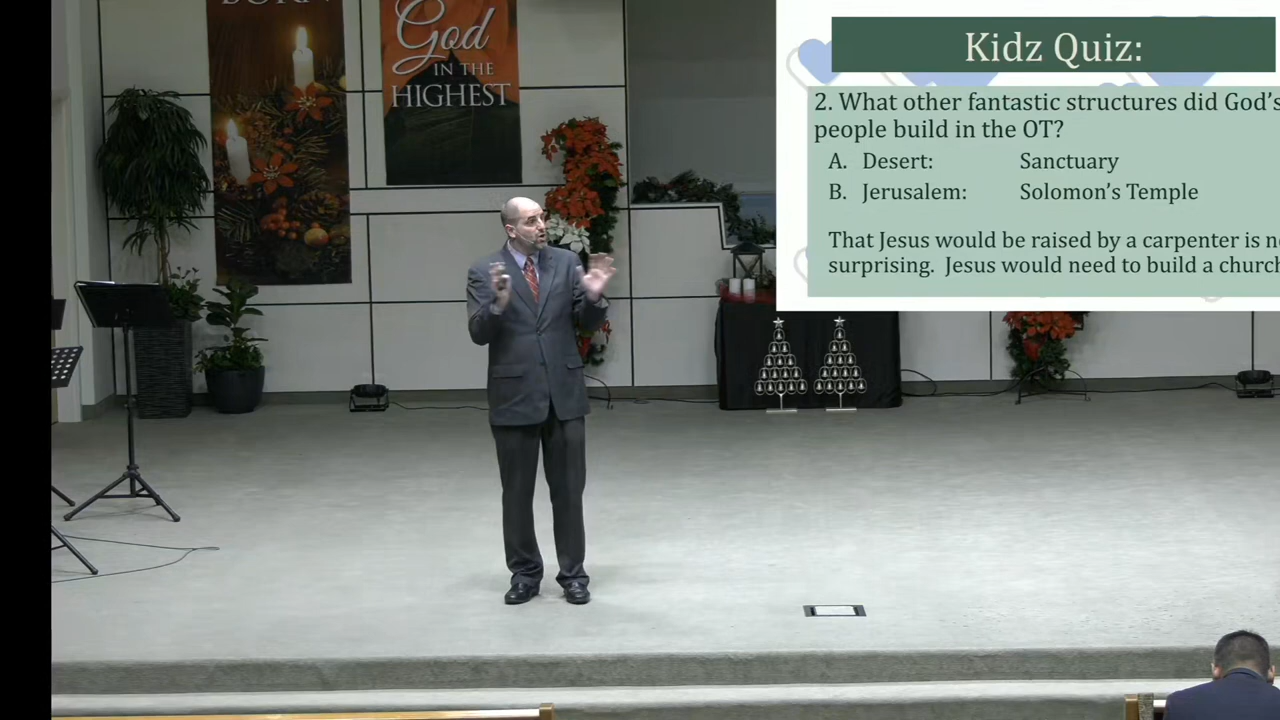 God
IN THE
HIGHEST
Kidz Quiz:
2. What other fantastic structures did God's
people build in the OT?
A. Desert: Sanctuary
B. Jerusalem: Solomon's Temple
That Jesus would be raised by a carpenter is
surprising. Jesus would need to build a church